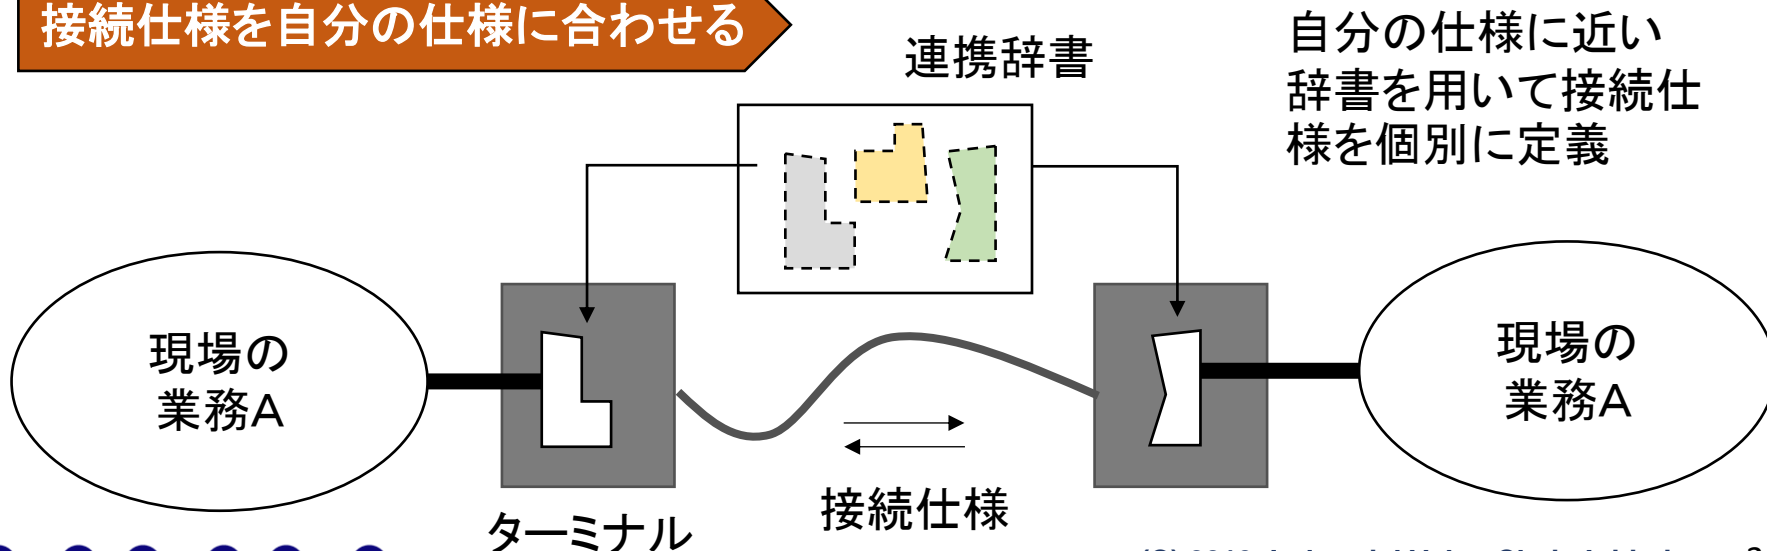 接続仕様を自分の仕様に合わせる
連携辞書
自分の仕様に近い
辞書を用いて接続仕
様を個別に定義
現場の
業務A
現場の
業務A
ターミナル
接続仕様